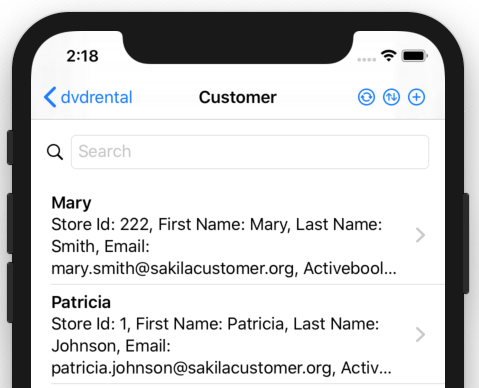 2:18
dvdrental Customer
Search
Mary
Store Id: 222, First Name: Mary, Last Name:
Smith, Email:
mary.smith@sakilacustomer.org, Activebool...
Patricia
Store Id: 1, First Name: Patricia, Last Name:
Johnson, Email:
patricia.johnson@sakilacustomer.org, Activ...